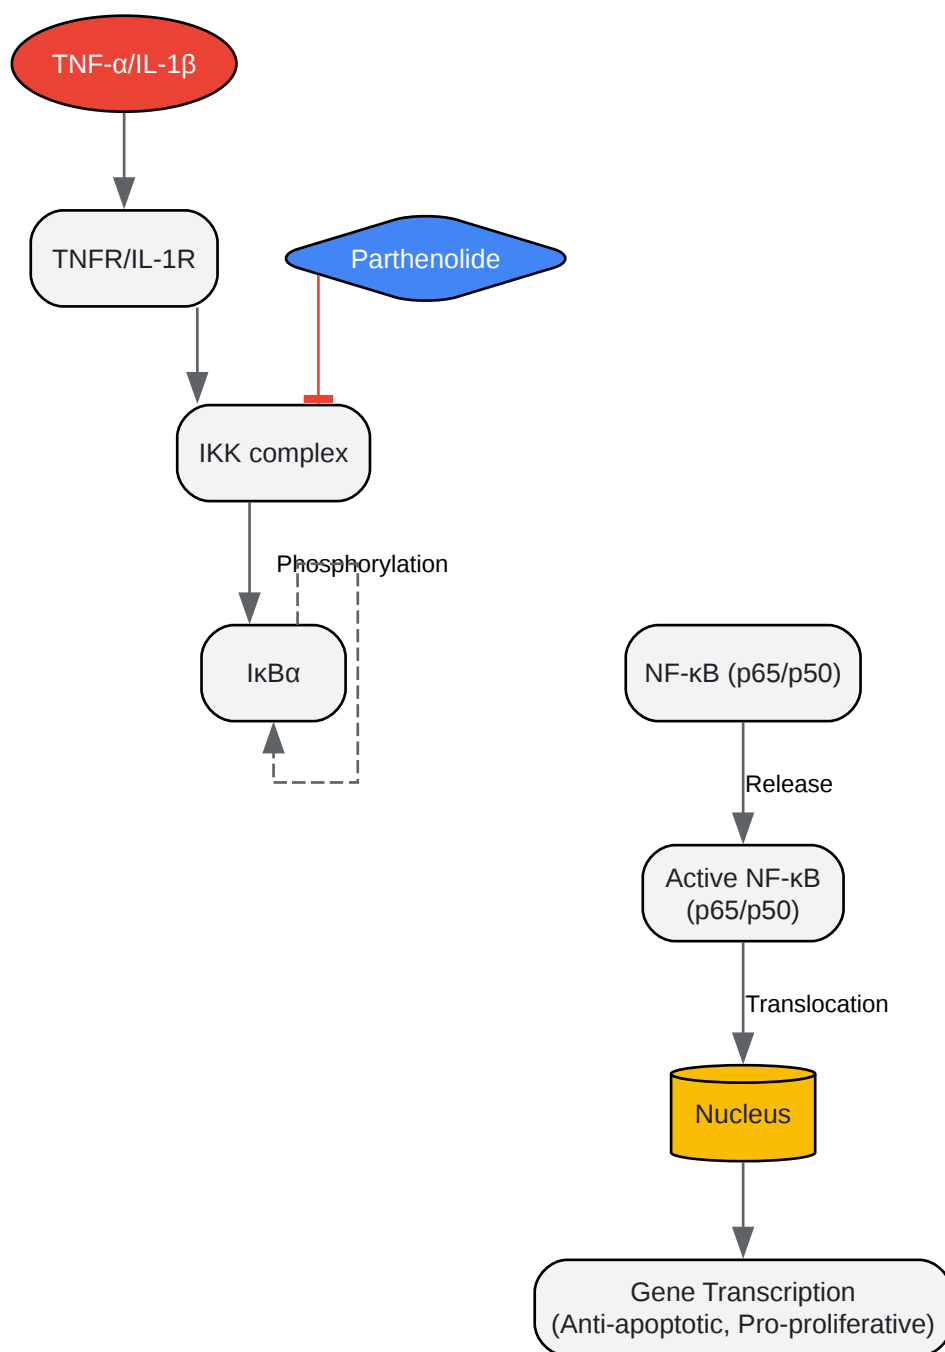 TNF-α/IL-1β
TNFR/IL-1R
Parthenolide
IKK complex
Phosphorylation
IκBα
NF-κB (p65/p50)
Release
Active NF-κB
(p65/p50)
Translocation
Nucleus
Gene Transcription
(Anti-apoptotic, Pro-proliferative)